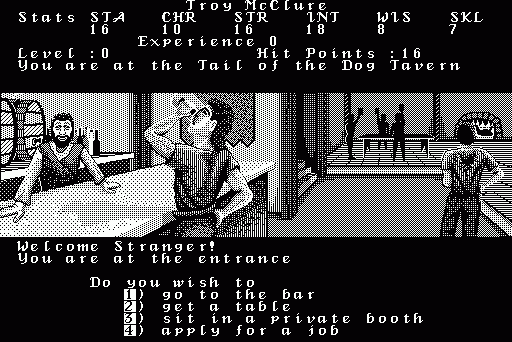 Troy McClure
Stats STA CHR STR INT WIS SKL
16 10 16 18 8 7
Experience 0
Level :0 Hit Points :16
You are at the Tail of the Dog Tavern
Welcome Stranger!
You are at the entrance
Do you wish to
1) go to the bar
2) get a table
3) sit in a private booth
4) apply for a job